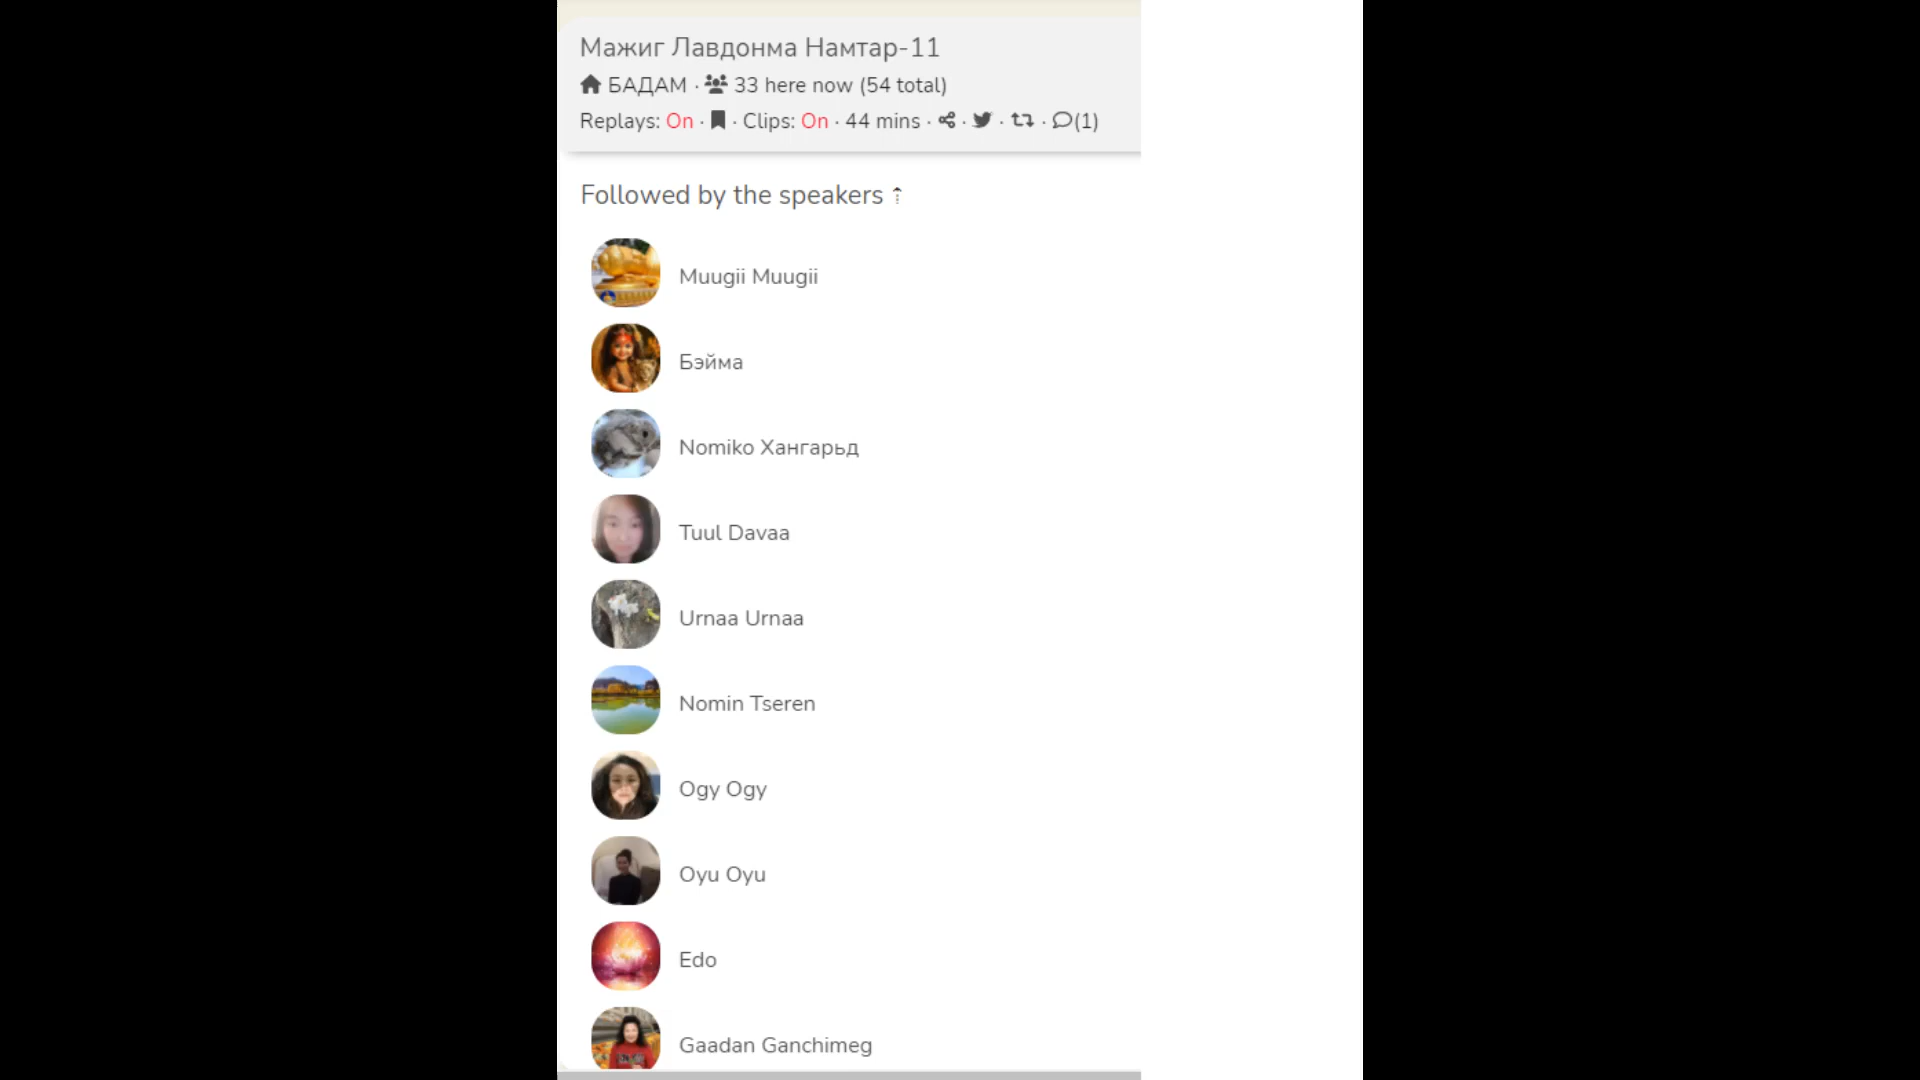 Мажиг Лавдонма Намтар-11
БАДАМ · 33 here now (54 total)
Replays: On · · Clips: On · 44 mins · · · · (1)
Followed by the speakers
Muugii Muugii
Бэйма
Nomiko Хангарьд
Tuul Davaa
Urnaa Urnaa
Nomin Tseren
Ogy Ogy
Oyu Oyu
Edo
Gaadan Ganchimeg